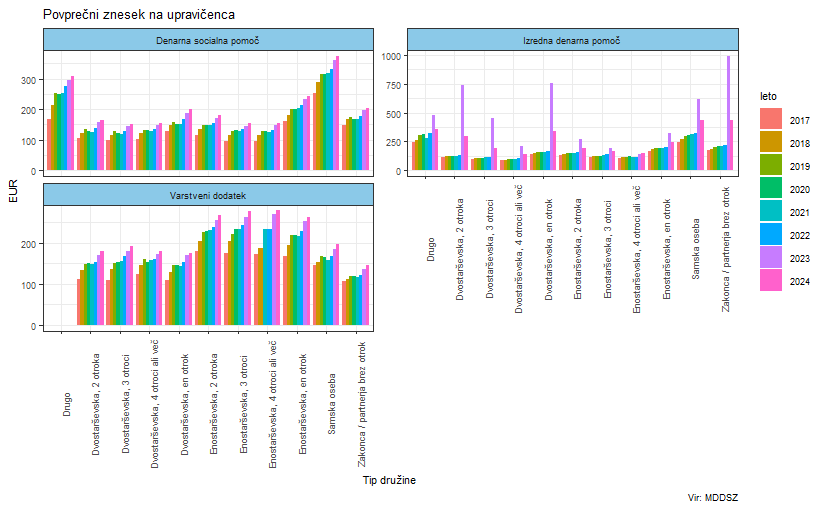 Povprečni znesek na upravičenca
Denarna socialna pomoč
Izredna denarna pomoč
300
200
100
0
1000
750
500
250
0
Varstveni dodatek
200
100
0
EUR
Drugo
Dvostarševska, 2 otroka
Dvostarševska, 3 otroci
Dvostarševska, 4 otroci ali več
Dvostarševska, en otrok
Enostarševska, 2 otroka
Enostarševska, 3 otroci
Enostarševska, 4 otroci ali več
Enostarševska, en otrok
Samska oseba
Zakonca / partnerja brez otrok
Drugo
Dvostarševska, 2 otroka
Dvostarševska, 3 otroci
Dvostarševska, 4 otroci ali več
Dvostarševska, en otrok
Enostarševska, 2 otroka
Enostarševska, 3 otroci
Enostarševska, 4 otroci ali več
Enostarševska, en otrok
Samska oseba
Zakonca / partnerja brez otrok
Tip družine
leto
2017
2018
2019
2020
2021
2022
2023
2024
Vir: MDDSZ